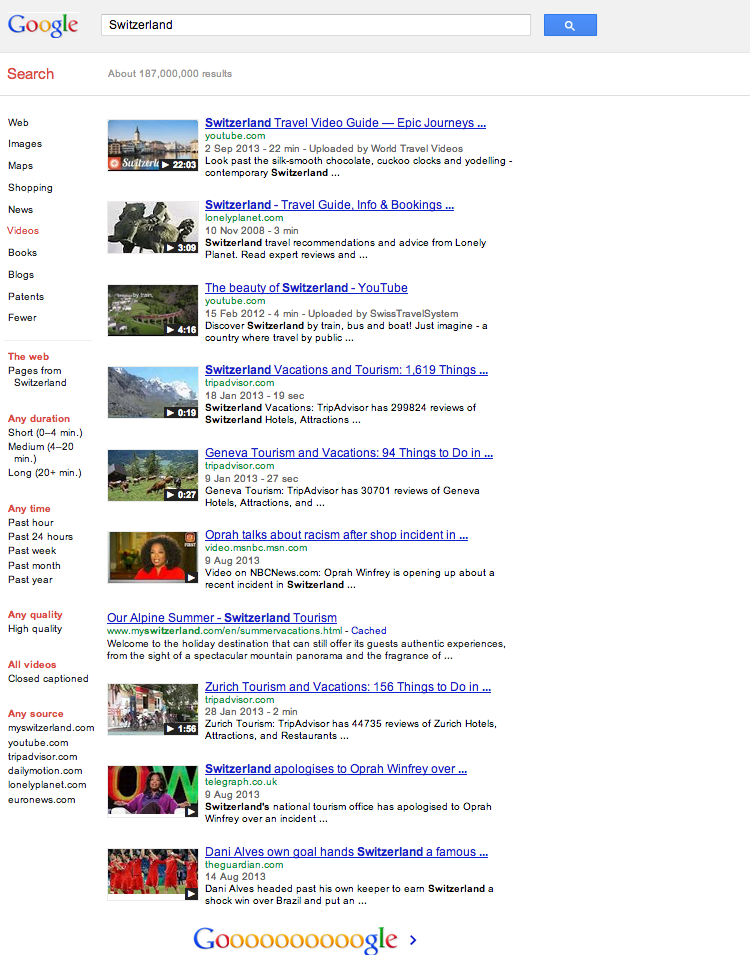 Google
Switzerland
Search
About 187,000,000 results
Web
Images
Maps
Shopping
News
Videos
Books
Blogs
Patents
Fewer
The web
Pages from
Switzerland
Any duration
Short (0–4 min.)
Medium (4–20
min.)
Long (20+ min.)
Any time
Past hour
Past 24 hours
Past week
Past month
Past year
Any quality
High quality
All videos
Closed captioned
Any source
myswitzerland.com
youtube.com
tripadvisor.com
dailymotion.com
lonelyplanet.com
euronews.com
22:03
Switzerland Travel Video Guide — Epic Journeys ...
youtube.com
2 Sep 2013 - 22 min - Uploaded by World Travel Videos
Look past the silk-smooth chocolate, cuckoo clocks and yodelling -
contemporary Switzerland ...
3:09
Switzerland - Travel Guide, Info & Bookings ...
lonelyplanet.com
10 Nov 2008 - 3 min
Switzerland travel recommendations and advice from Lonely
Planet. Read expert reviews and ...
by train,
4:16
The beauty of Switzerland - YouTube
youtube.com
15 Feb 2012 - 4 min - Uploaded by SwissTravelSystem
Discover Switzerland by train, bus and boat! Just imagine - a
country where travel by public ...
0:19
Switzerland Vacations and Tourism: 1,619 Things ...
tripadvisor.com
18 Jan 2013 - 19 sec
Switzerland Vacations: TripAdvisor has 299824 reviews of
Switzerland Hotels, Attractions ...
0:27
Geneva Tourism and Vacations: 94 Things to Do in ...
tripadvisor.com
9 Jan 2013 - 27 sec
Geneva Tourism: TripAdvisor has 30701 reviews of Geneva
Hotels, Attractions, and ...
Oprah talks about racism after shop incident in ...
video.msnbc.msn.com
9 Aug 2013
Video on NBCNews.com: Oprah Winfrey is opening up about a
recent incident in Switzerland ...
Our Alpine Summer - Switzerland Tourism
www.myswitzerland.com/en/summervacations.html - Cached
Welcome to the holiday destination that can still offer its guests authentic experiences,
from the sight of a spectacular mountain panorama and the fragrance of ...
1:56
Zurich Tourism and Vacations: 156 Things to Do in ...
tripadvisor.com
28 Jan 2013 - 2 min
Zurich Tourism: TripAdvisor has 44735 reviews of Zurich Hotels,
Attractions, and Restaurants ...
Switzerland apologises to Oprah Winfrey over ...
telegraph.co.uk
9 Aug 2013
Switzerland's national tourism office has apologised to Oprah
Winfrey over an incident ...
Dani Alves own goal hands Switzerland a famous ...
theguardian.com
14 Aug 2013
Dani Alves headed past his own keeper to earn Switzerland a
shock win over Brazil and put an ...
Goooooooooogle >